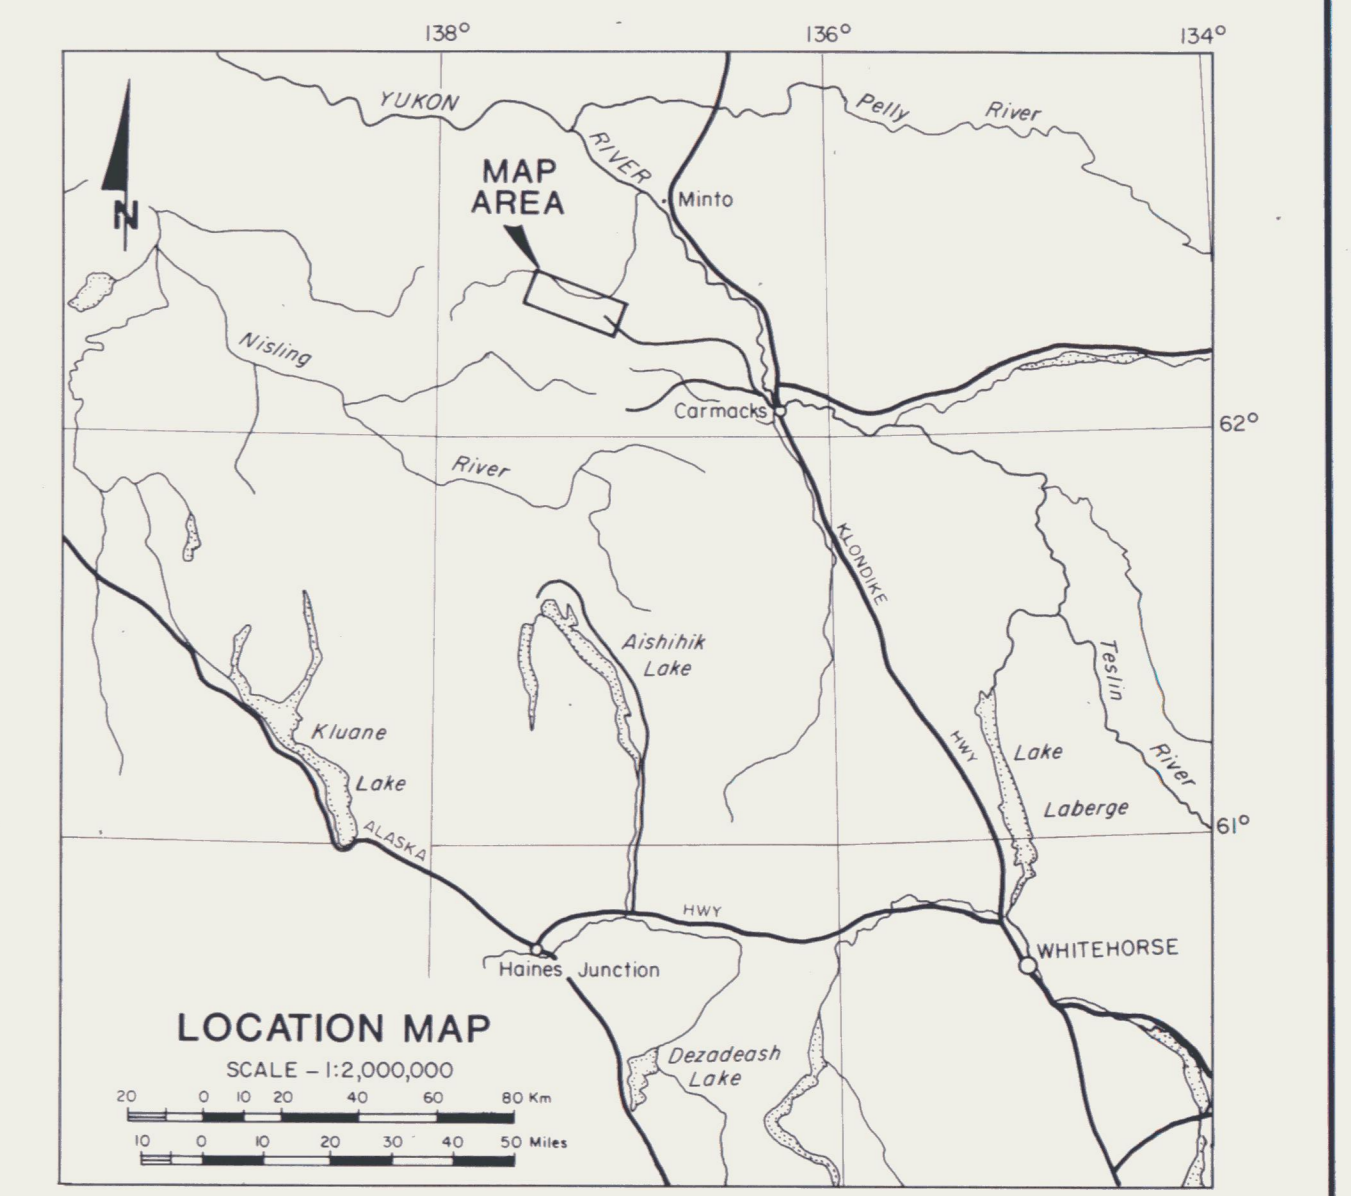 138° 136° 134°
YUKON
RIVER
Pelly River
MAP
AREA
Minto
N
Nisling
River
Carmacks
62°
KLONDIKE
HWY
Aishihik
Lake
Teslin
River
Kluane
Lake
Lake
Laberge
61°
ALASKA
HWY
WHITEHORSE
Haines Junction
LOCATION MAP
SCALE – 1:2,000,000
20 0 10 20 40 60 80 Km
10 0 10 20 30 40 50 Miles
Dezadeash
Lake